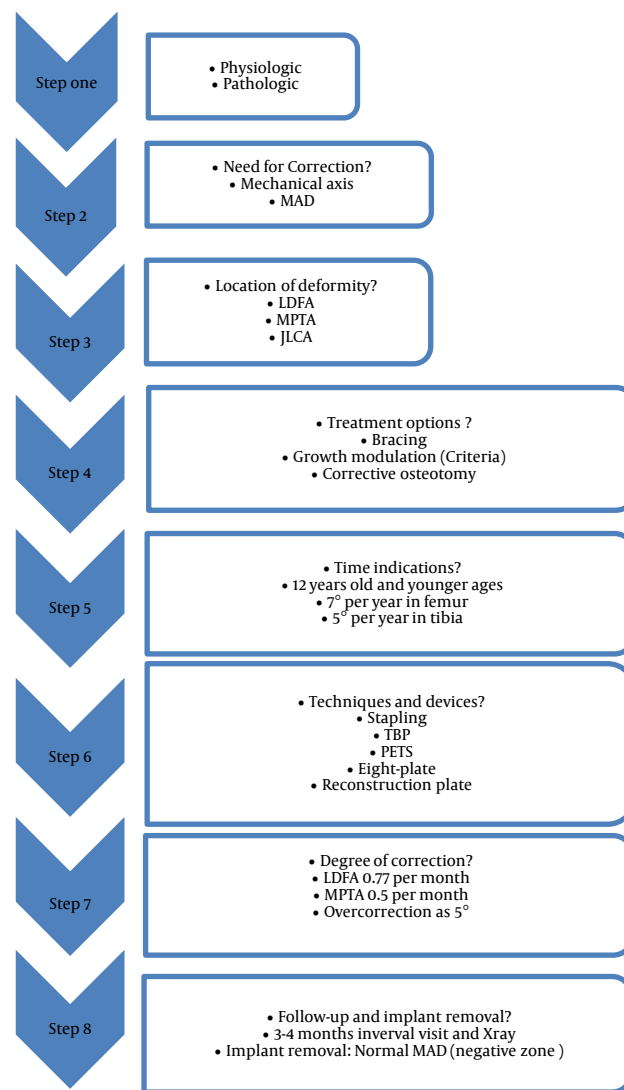 Step one
• Physiologic
• Pathologic
Step 2
• Need for Correction?
• Mechanical axis
• MAD
Step 3
• Location of deformity?
• LDFA
• MPTA
• JLCA
Step 4
• Treatment options ?
• Bracing
• Growth modulation (Criteria)
• Corrective osteotomy
Step 5
• Time indications?
• 12 years old and younger ages
• 7° per year in femur
• 5° per year in tibia
Step 6
• Techniques and devices?
• Stapling
• TBP
• PETS
• Eight-plate
• Reconstruction plate
Step 7
• Degree of correction?
• LDFA 0.77 per month
• MPTA 0.5 per month
• Overcorrection as 5°
Step 8
• Follow-up and implant removal?
• 3-4 months inverval visit and Xray
• Implant removal: Normal MAD (negative zone )